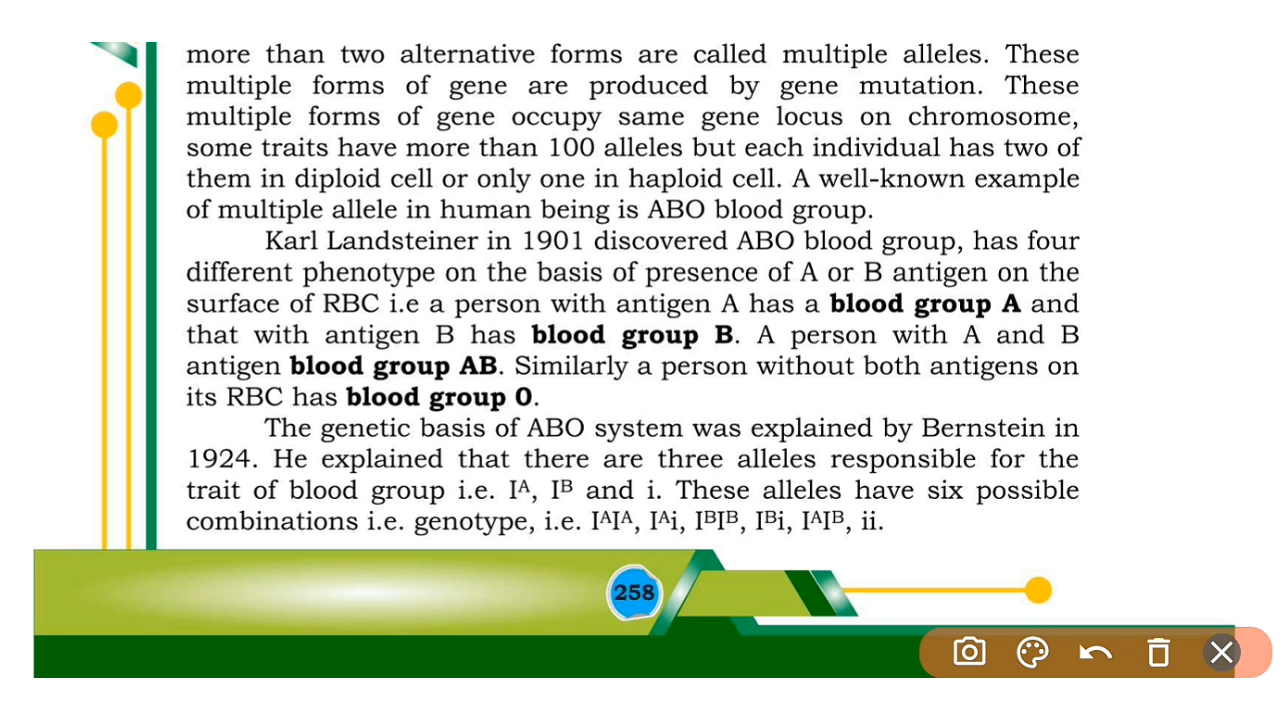 more than two alternative forms are called multiple alleles. These
multiple forms of gene are produced by gene mutation. These
multiple forms of gene occupy same gene locus on chromosome,
some traits have more than 100 alleles but each individual has two of
them in diploid cell or only one in haploid cell. A well-known example
of multiple allele in human being is ABO blood group.
Karl Landsteiner in 1901 discovered ABO blood group, has four
different phenotype on the basis of presence of A or B antigen on the
surface of RBC i.e a person with antigen A has a blood group A and
that with antigen B has blood group B. A person with A and B
antigen blood group AB. Similarly a person without both antigens on
its RBC has blood group O.
The genetic basis of ABO system was explained by Bernstein in
1924. He explained that there are three alleles responsible for the
trait of blood group i.e. Iᴬ, Iᴮ and i. These alleles have six possible
combinations i.e. genotype, i.e. IᴬIᴬ, Iᴬi, IᴮIᴮ, Iᴮi, IᴬIᴮ, ii.
258